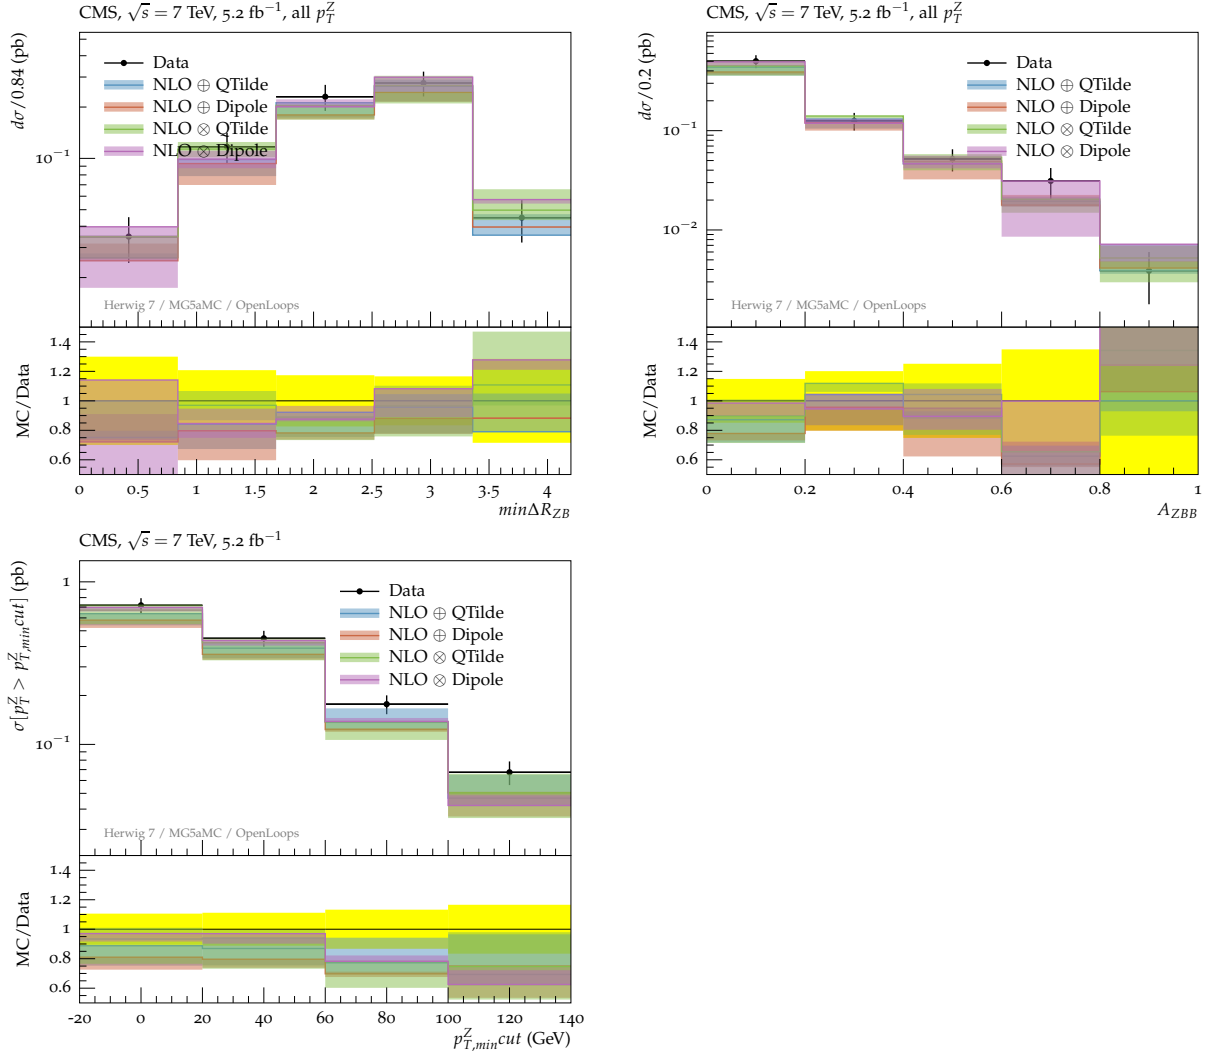 CMS, √s = 7 TeV, 5.2 fb⁻¹, all p_T^Z
dσ/0.84 (pb)
Data
NLO ⊕ QTilde
NLO ⊕ Dipole
NLO ⊗ QTilde
NLO ⊗ Dipole
10⁻¹
Herwig 7 / MG5aMC / OpenLoops
MC/Data
1.4
1.2
1
0.8
0.6
0 0.5 1 1.5 2 2.5 3 3.5 4
minΔR_ZB
CMS, √s = 7 TeV, 5.2 fb⁻¹, all p_T^Z
dσ/0.2 (pb)
Data
NLO ⊕ QTilde
NLO ⊕ Dipole
NLO ⊗ QTilde
NLO ⊗ Dipole
10⁻¹
10⁻²
Herwig 7 / MG5aMC / OpenLoops
MC/Data
1.4
1.2
1
0.8
0.6
0 0.2 0.4 0.6 0.8 1
A_ZBB
CMS, √s = 7 TeV, 5.2 fb⁻¹
σ[p_T^Z > p_{T,min}^Z cut] (pb)
1
Data
NLO ⊕ QTilde
NLO ⊕ Dipole
NLO ⊗ QTilde
NLO ⊗ Dipole
10⁻¹
Herwig 7 / MG5aMC / OpenLoops
MC/Data
1.4
1.2
1
0.8
0.6
-20 0 20 40 60 80 100 120 140
p_{T,min}^Z cut (GeV)